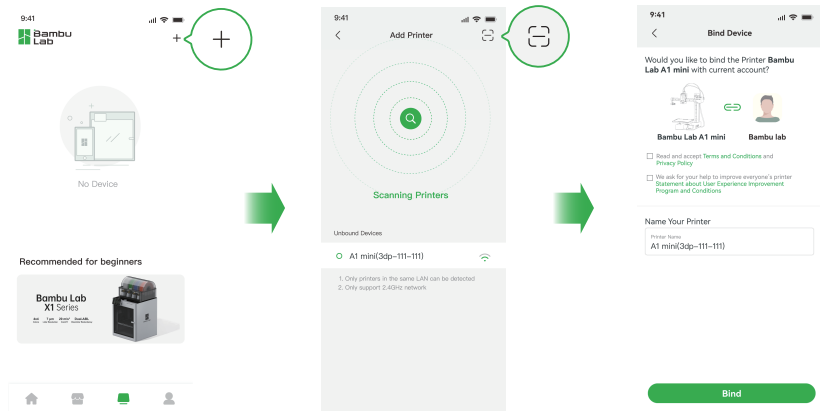 9:41
Bambu
Lab
No Device
Recommended for beginners
Bambu Lab
X1 Series
9:41
Add Printer
Scanning Printers
Unbound Devices
A1 mini(3dp-111-111)
1. Only printers in the same LAN can be detected
2. Only support 2.4GHz network
9:41
Bind Device
Would you like to bind the Printer Bambu
Lab A1 mini with current account?
Bambu Lab A1 mini
Bambu lab
Read and accept Terms and Conditions and
Privacy Policy
We ask for your help to improve everyone's printer
Statement about User Experience Improvement
Program and Conditions
Name Your Printer
Printer Name
A1 mini(3dp-111-111)
Bind